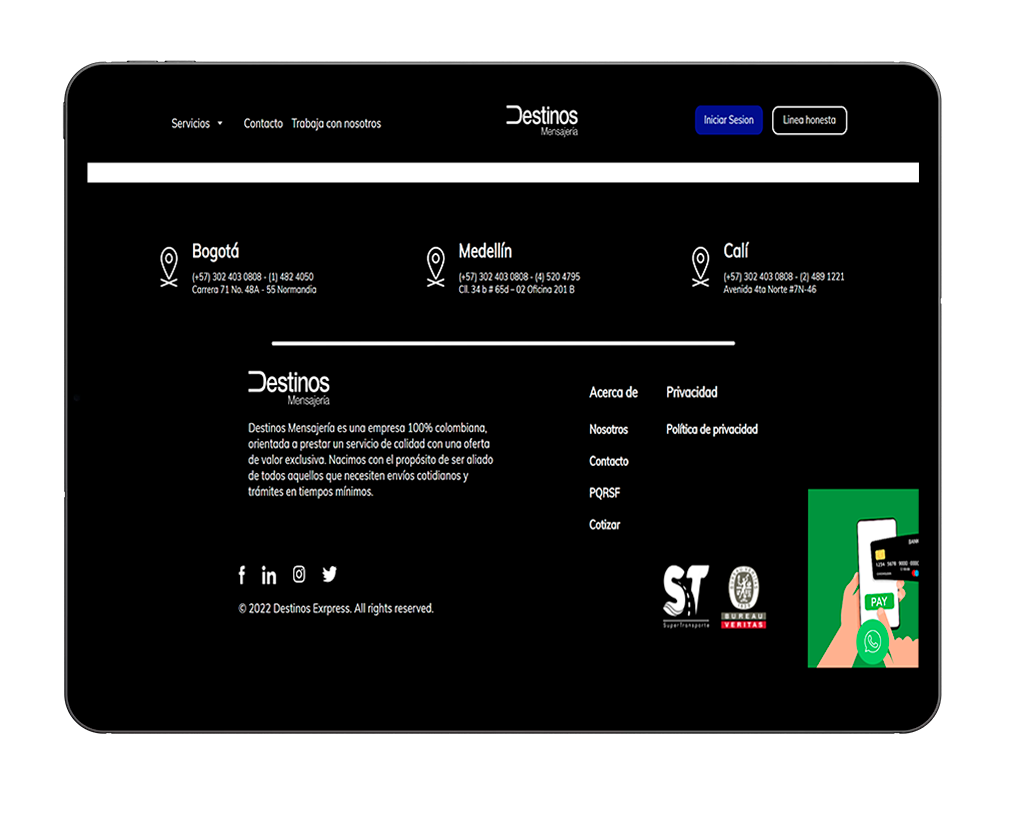 Servicios
Contacto
Trabaja con nosotros
Destinos
Mensajería
Iniciar Sesion
Linea honesta
Bogotá
(+57) 302 403 0808 - (1) 482 4050
Carrera 71 No. 48A - 55 Normandia
Medellín
(+57) 302 403 0808 - (4) 520 4795
Cll. 34 b # 65d – 02 Oficina 201 B
Calí
(+57) 302 403 0808 - (2) 489 1221
Avenida 4ta Norte #7N-46
Destinos
Mensajería
Destinos Mensajería es una empresa 100% colombiana,
orientada a prestar un servicio de calidad con una oferta
de valor exclusiva. Nacimos con el propósito de ser aliado
de todos aquellos que necesiten envíos cotidianos y
trámites en tiempos mínimos.
Acerca de
Nosotros
Contacto
PQRSF
Cotizar
Privacidad
Política de privacidad
© 2022 Destinos Exrpress. All rights reserved.
ST
SuperTransporte
BUREAU
VERITAS
BANK
1234 5678 9000 000
PAY